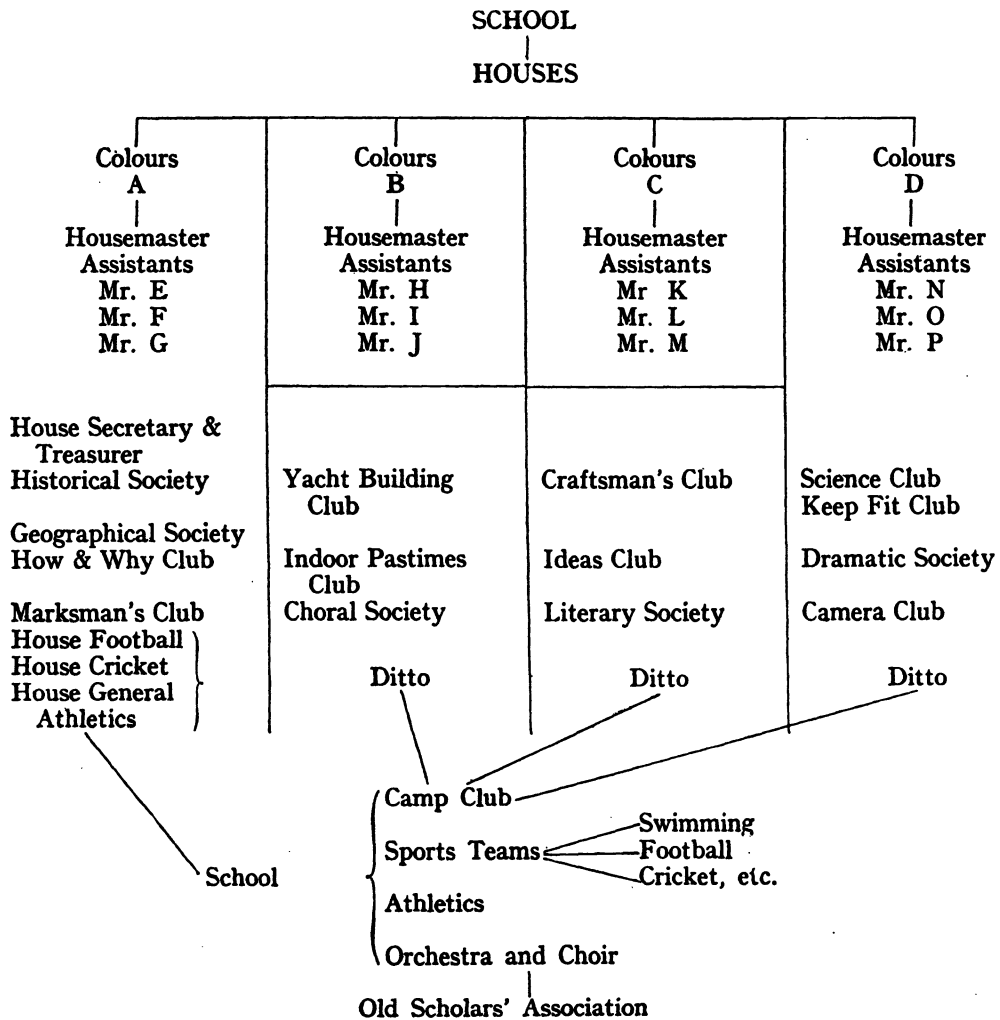 SCHOOL
HOUSES
Colours
A
Housemaster
Assistants
Mr. E
Mr. F
Mr. G
Colours
B
Housemaster
Assistants
Mr. H
Mr. I
Mr. J
Colours
C
Housemaster
Assistants
Mr K
Mr. L
Mr. M
Colours
D
Housemaster
Assistants
Mr. N
Mr. O
Mr. P
House Secretary &
Treasurer
Historical Society
Geographical Society
How & Why Club
Marksman's Club
House Football
House Cricket
House General
Athletics
Yacht Building
Club
Indoor Pastimes
Club
Choral Society
Ditto
Craftsman's Club
Ideas Club
Literary Society
Ditto
Science Club
Keep Fit Club
Dramatic Society
Camera Club
Ditto
School
Camp Club
Sports Teams
Swimming
Football
Cricket, etc.
Athletics
Orchestra and Choir
Old Scholars' Association